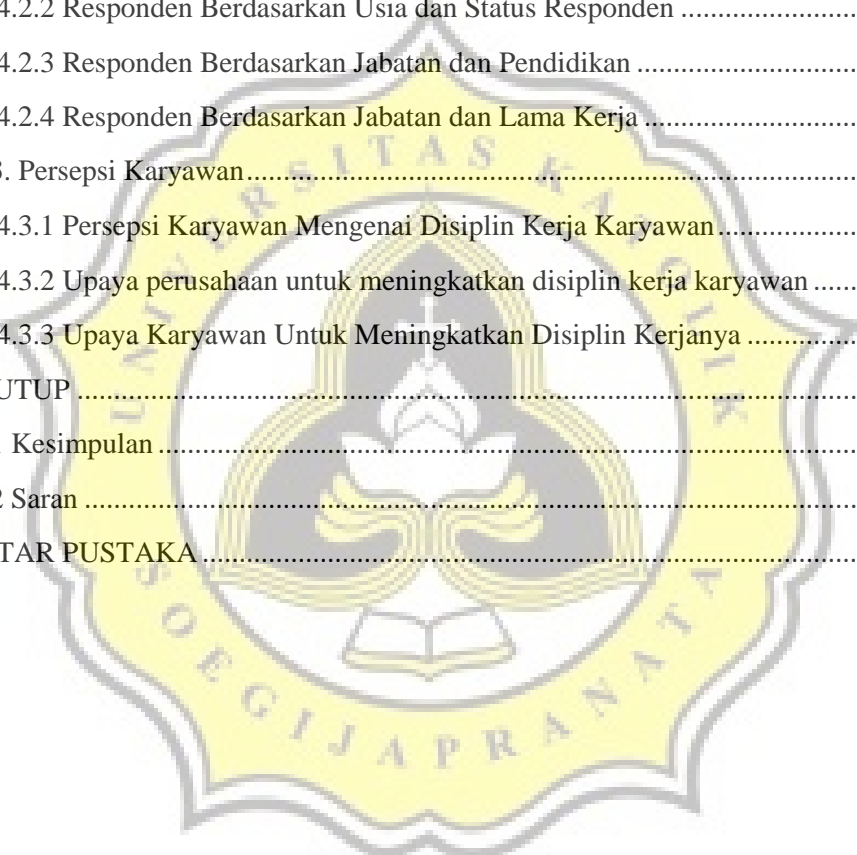 4.2.2 Responden Berdasarkan Usia dan Status Responden ......................
4.2.3 Responden Berdasarkan Jabatan dan Pendidikan ............................
4.2.4 Responden Berdasarkan Jabatan dan Lama Kerja ...........................
. Persepsi Karyawan.................................................................................
4.3.1 Persepsi Karyawan Mengenai Disiplin Kerja Karyawan..................
4.3.2 Upaya perusahaan untuk meningkatkan disiplin kerja karyawan ......
4.3.3 Upaya Karyawan Untuk Meningkatkan Disiplin Kerjanya ..............
UTUP ........................................................................................................
Kesimpulan ............................................................................................
Saran ......................................................................................................
TAR PUSTAKA.......................................................................................
UNIVERSITAS KATOLIK
SOEGIJAPRANATA